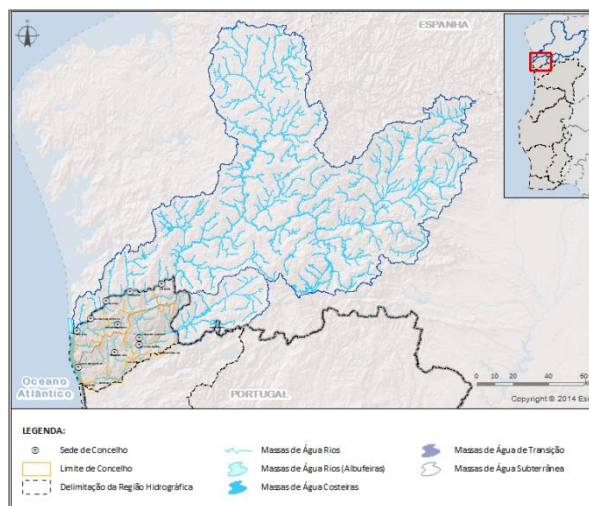 ESPANHA
Oceano
Atlântico
PORTUGAL
0 10 20 40 60
Copyright © 2014 Es
LEGENDA:
Sede de Concelho
Limite de Concelho
Delimitação da Região Hidrográfica
Massas de Água Rios
Massas de Água Rios (Albufeiras)
Massas de Água Costeiras
Massas de Água de Transição
Massas de Água Subterrânea